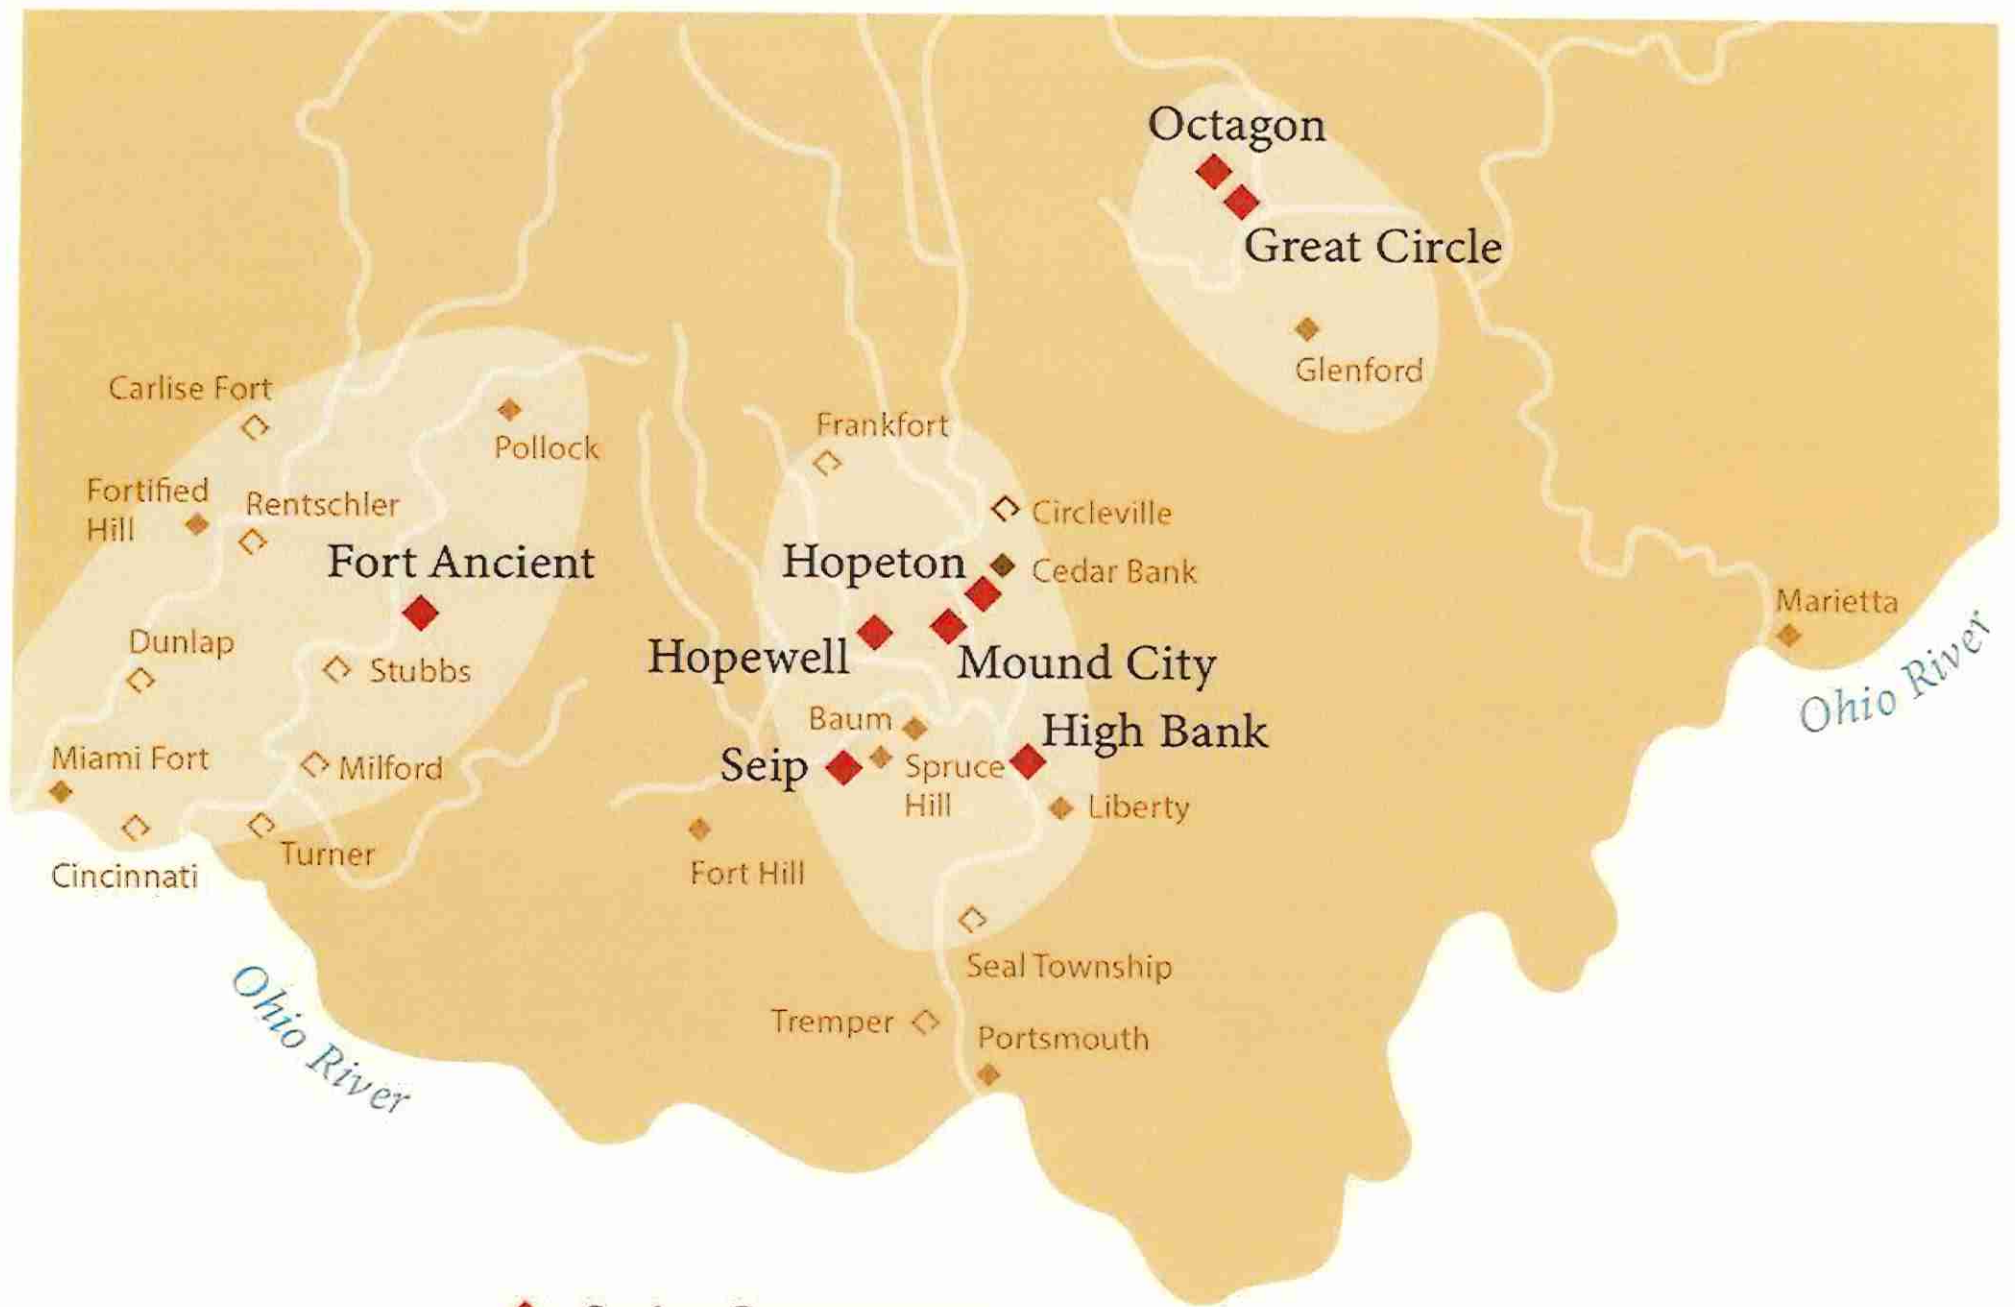 Octagon
Great Circle
Glenford
Carlise Fort
Pollock
Frankfort
Fortified
Hill
Rentschler
Circleville
Fort Ancient
Hopeton
Cedar Bank
Marietta
Dunlap
Stubbs
Hopewell
Mound City
Ohio River
Baum
High Bank
Miami Fort
Milford
Seip
Spruce
Hill
Liberty
Turner
Cincinnati
Fort Hill
Seal Township
Ohio River
Tremper
Portsmouth